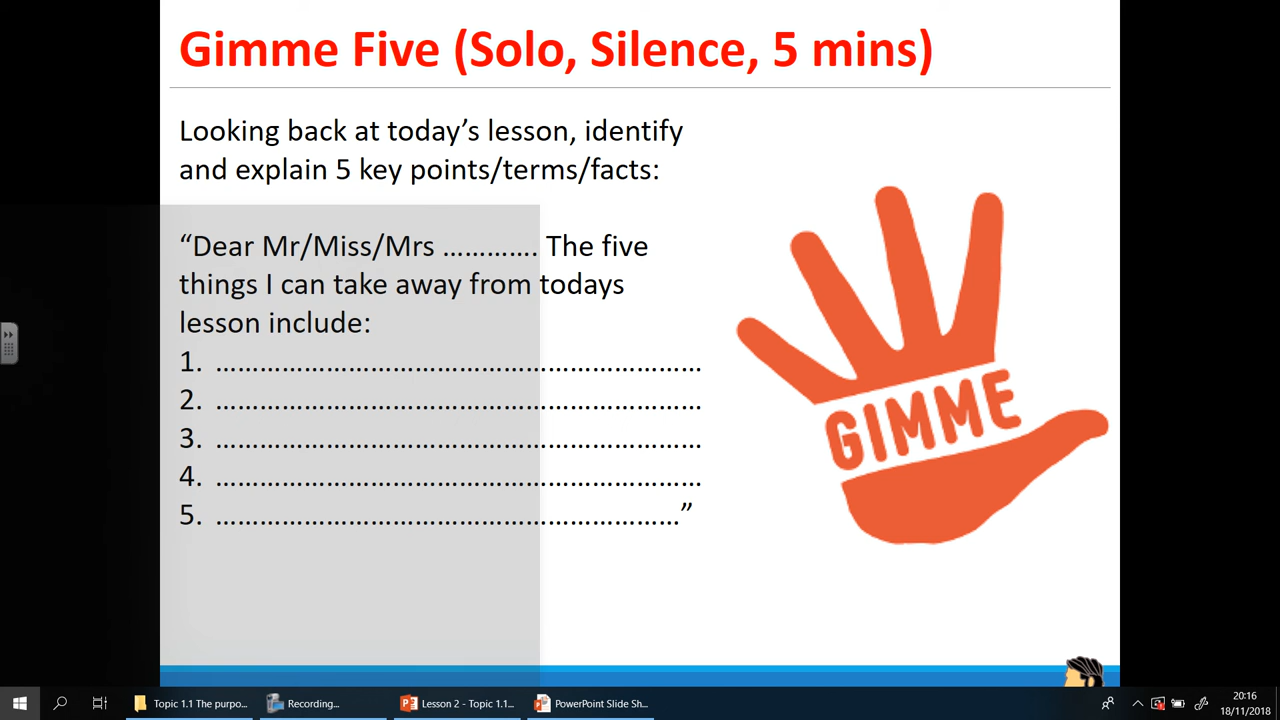 Gimme Five (Solo, Silence, 5 mins)
Looking back at today’s lesson, identify
and explain 5 key points/terms/facts:
“Dear Mr/Miss/Mrs …………. The five
things I can take away from todays
lesson include:
1. …………………………………………………………
2. …………………………………………………………
3. …………………………………………………………
4. …………………………………………………………
5. ………………………………………………………”
GIMME
Topic 1.1 The purpo...
Recording...
Lesson 2 - Topic 1.1...
PowerPoint Slide Sh...
20:16
18/11/2018